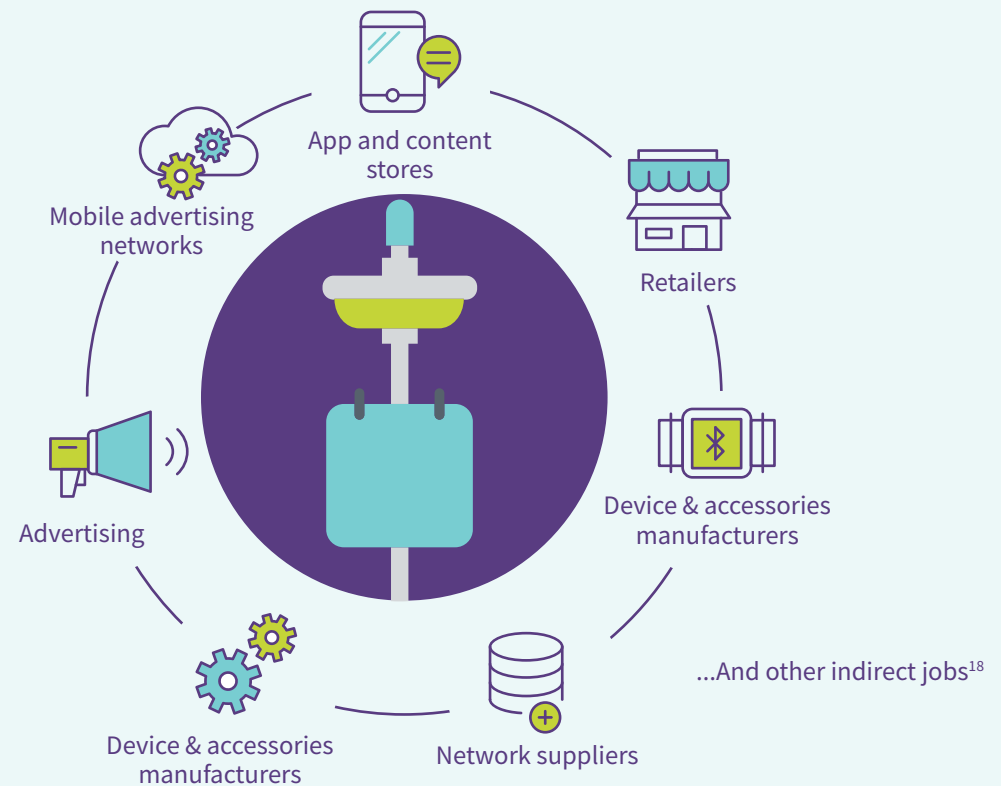 App and content
stores
Mobile advertising
networks
Retailers
Advertising
Device & accessories
manufacturers
...And other indirect jobs18
Device & accessories
manufacturers
Network suppliers